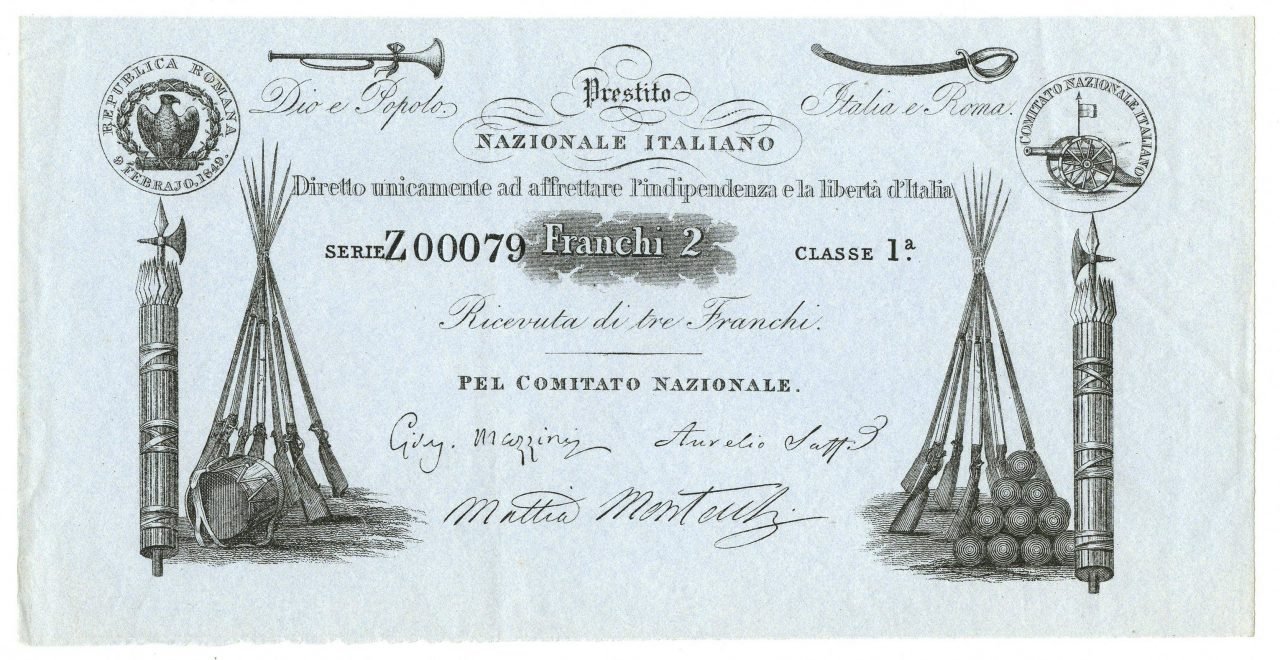 REPUBLICA ROMANA
9 FEBRAJO, 1849.
Dio e Popolo.
Prestito
NAZIONALE ITALIANO
Italia e Roma.
COMITATO NAZIONALE ITALIANO
Diretto unicamente ad affrettare l'indipendenza e la libertà d'Italia
SERIE Z00079 Franchi 2 CLASSE 1.ª
Ricevuta di tre Franchi.
PEL COMITATO NAZIONALE.
Gius. Mazzini Aurelio Saffi
Mattia Montecchi